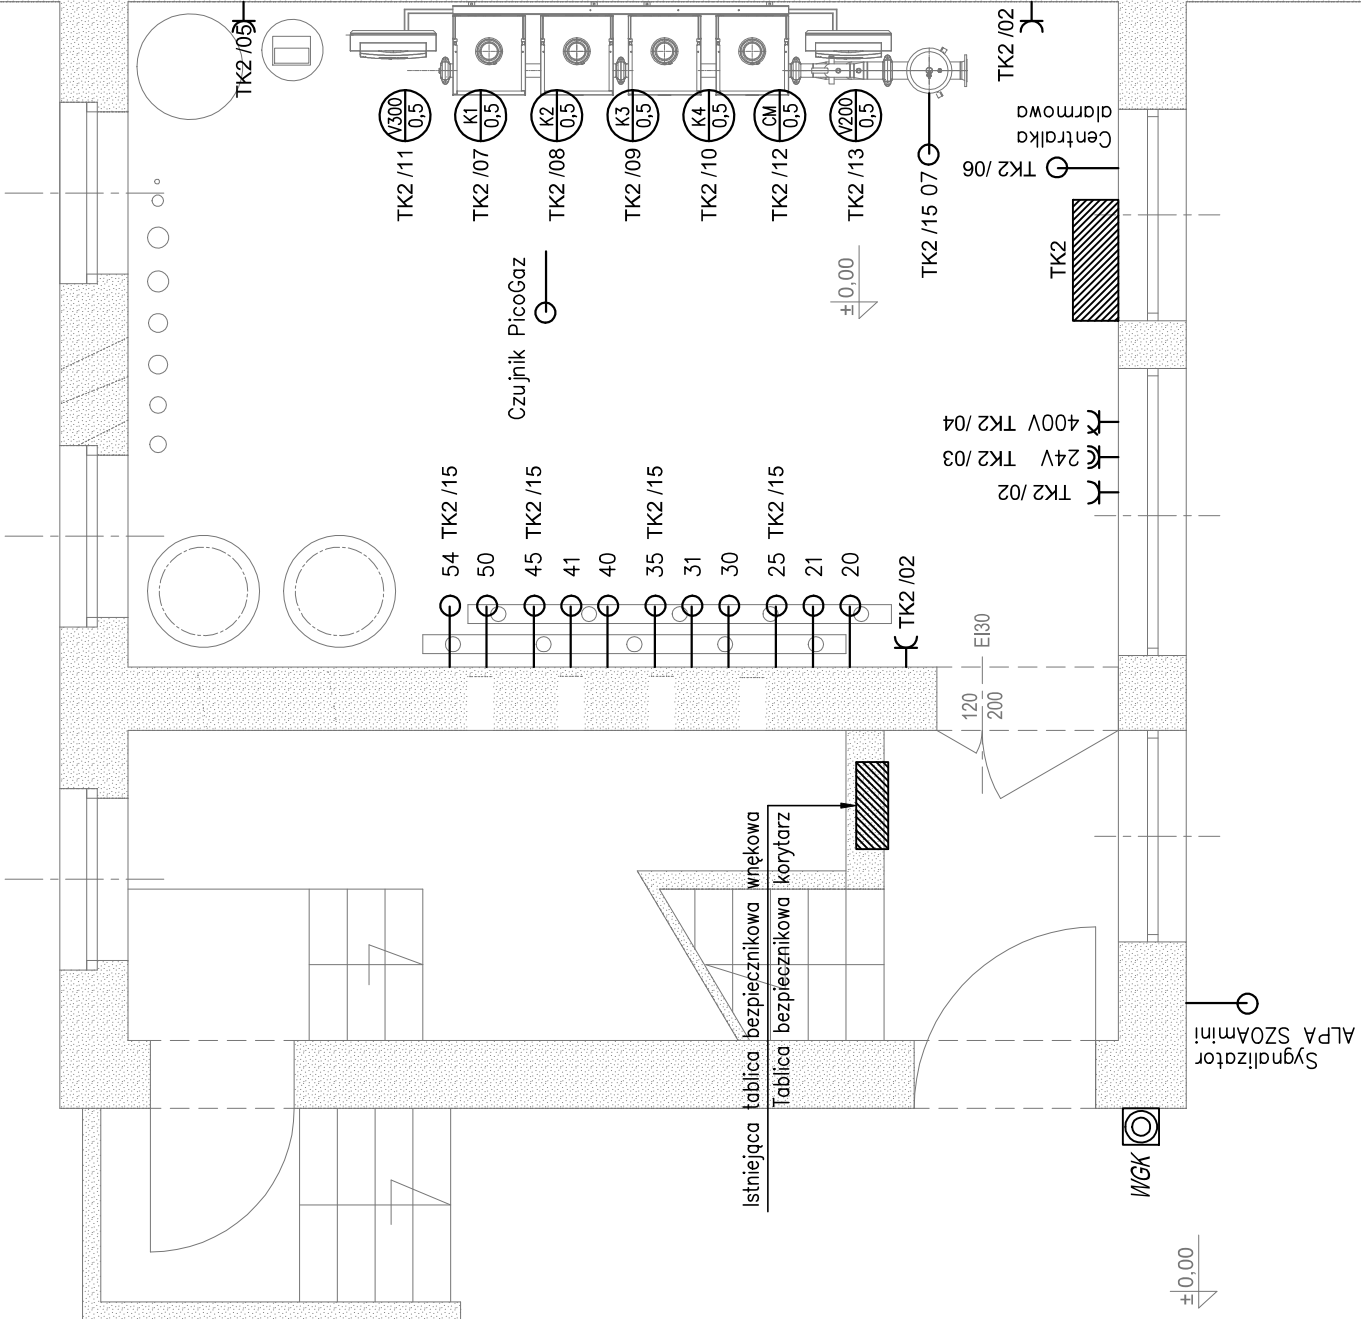 TK2 /05
TK2 /02
V300
0,5
K1
0,5
K2
0,5
K3
0,5
K4
0,5
CM
0,5
V200
0,5
TK2 /11
TK2 /07
TK2 /08
TK2 /09
TK2 /10
TK2 /12
TK2 /13
TK2 /15 07
Centralka
alarmowa
TK2 /06
TK2
Czujnik PicoGaz
±0,00
400V TK2 /04
24V TK2 /03
TK2 /02
54 TK2 /15
50
45 TK2 /15
41
40
35 TK2 /15
31
30
25 TK2 /15
21
20
TK2 /02
EI30
120
200
Istniejąca tablica bezpiecznikowa wnękowa
Tablica bezpiecznikowa korytarz
Sygnalizator
ALPA SZOAmini
WGK
±0,00